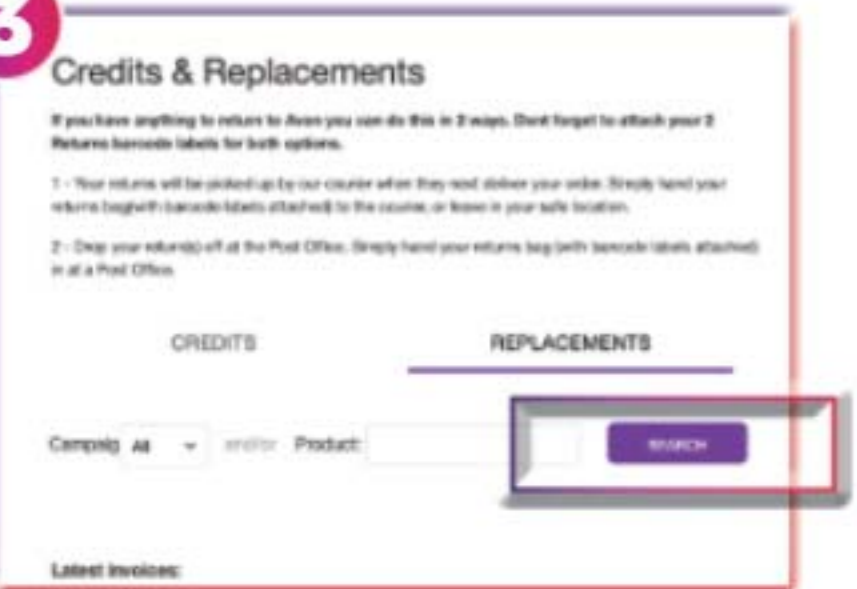 6
Credits & Replacements
If you have anything to return to Avon you can do this in 2 ways. Dont forget to attach your 2
Returns barcode labels for both options.
1 - Your returns will be picked up by our courier when they next deliver your order. Simply hand your
returns bag(with barcode labels attached) to the courier, or leave in your safe location.
2 - Drop your return(s) off at the Post Office. Simply hand your returns bag (with barcode labels attached)
in at a Post Office.
CREDITS REPLACEMENTS
Campaig All and/or Product: SEARCH
Latest Invoices: